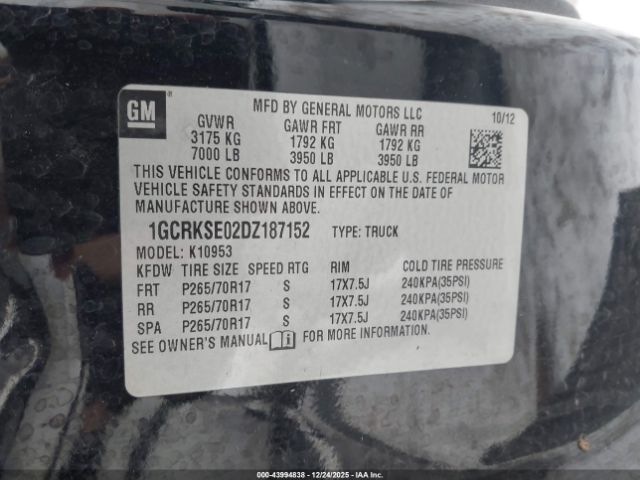 GM ®
MFD BY GENERAL MOTORS LLC 10/12
GVWR GAWR FRT GAWR RR
3175 KG 1792 KG 1792 KG
7000 LB 3950 LB 3950 LB
THIS VEHICLE CONFORMS TO ALL APPLICABLE U.S. FEDERAL MOTOR
VEHICLE SAFETY STANDARDS IN EFFECT ON THE DATE OF
MANUFACTURE SHOWN ABOVE.
1GCRKSE02DZ187152 TYPE: TRUCK
MODEL: K10953
KFDW TIRE SIZE SPEED RTG RIM COLD TIRE PRESSURE
FRT P265/70R17 S 17X7.5J 240KPA(35PSI)
RR P265/70R17 S 17X7.5J 240KPA(35PSI)
SPA P265/70R17 S 17X7.5J 240KPA(35PSI)
SEE OWNER'S MANUAL i FOR MORE INFORMATION.
000-43994838 - 12/24/2025 - IAAI.COM